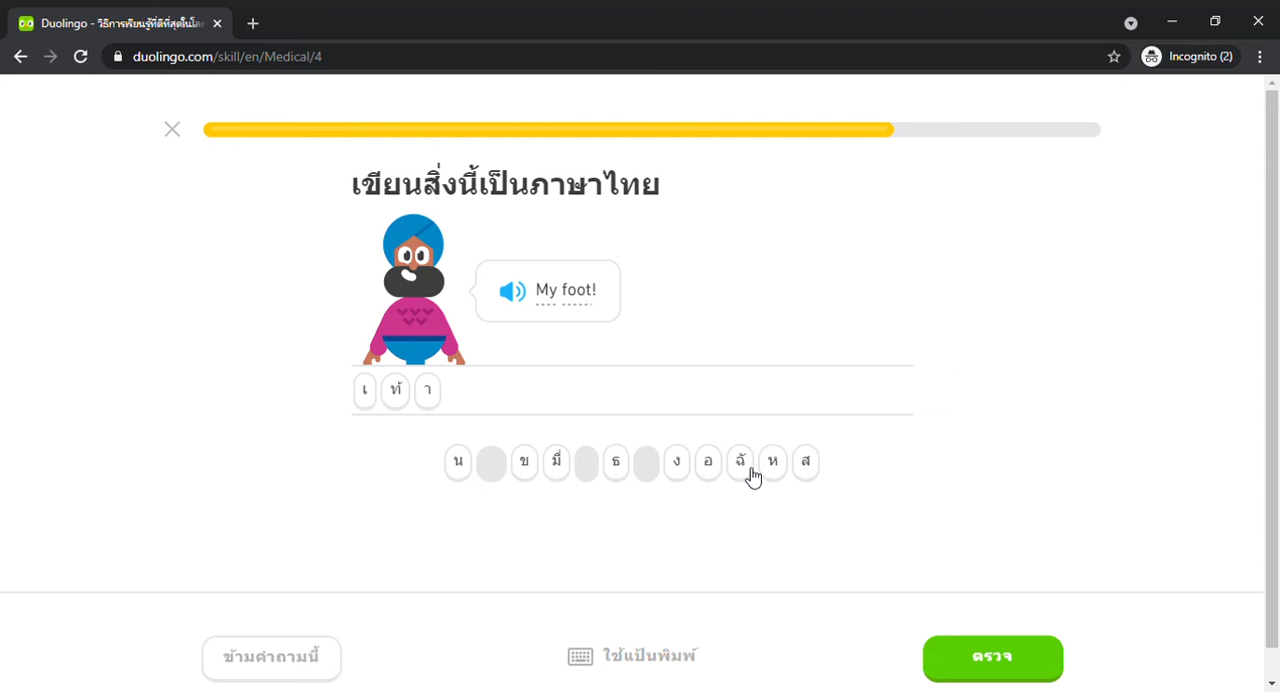 Duolingo - วิธีการเรียนรู้ที่ดีที่สุดในโล
duolingo.com/skill/en/Medical/4
Incognito (2)
เขียนสิ่งนี้เป็นภาษาไทย
My foot!
เ ท้ า
น ข มื่ ธ ง อ ฉั ห ส
ข้ามคำถามนี้
ใช้แป้นพิมพ์
ตรวจ